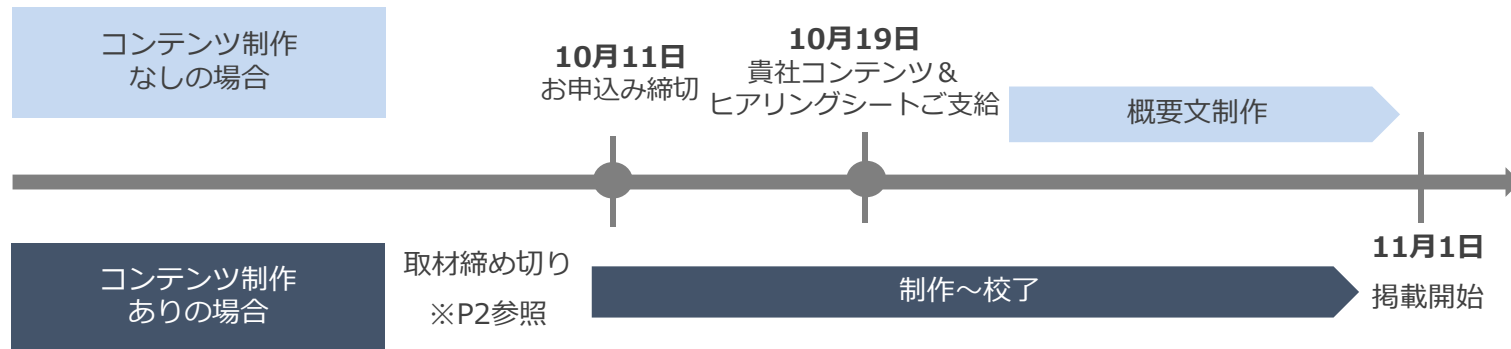 コンテンツ制作
なしの場合
10月11日
お申込み締切
10月19日
貴社コンテンツ＆
ヒアリングシートご支給
概要文制作
コンテンツ制作
ありの場合
取材締め切り
※P2参照
制作～校了
11月1日
掲載開始